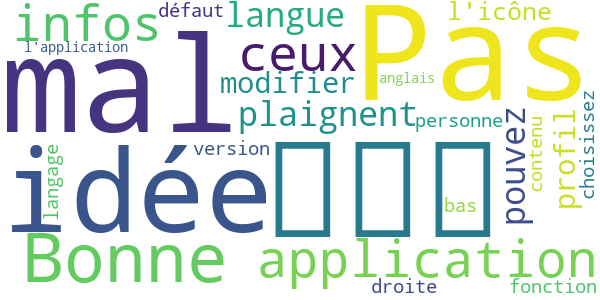 défaut
langue
l'icône
infos
l'application
ceux
Pas
mal
modifier
anglais
plaignent
personne
choisissez
version
idée
langage
pouvez
contenu
profil
bas
Bonne
application
droite
fonction